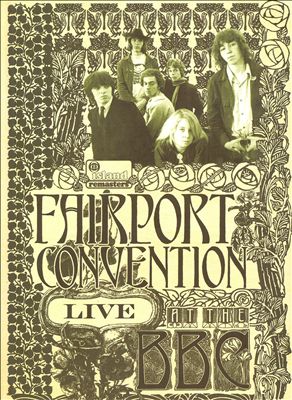 island
remasters
FAIRPORT
CONVENTION
LIVE
AT THE
BBC